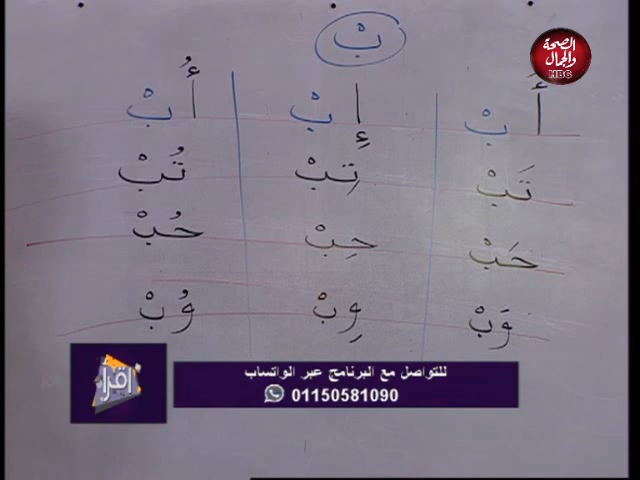 بْ
الصحة
والجمال
HBC
أَ بْ إِ بْ أُ بْ
تَبْ تِبْ تُبْ
حَبْ حِبْ حُبْ
وَبْ وِبْ وُبْ
للتواصل مع البرنامج عبر الواتساب
01150581090
اقرأ